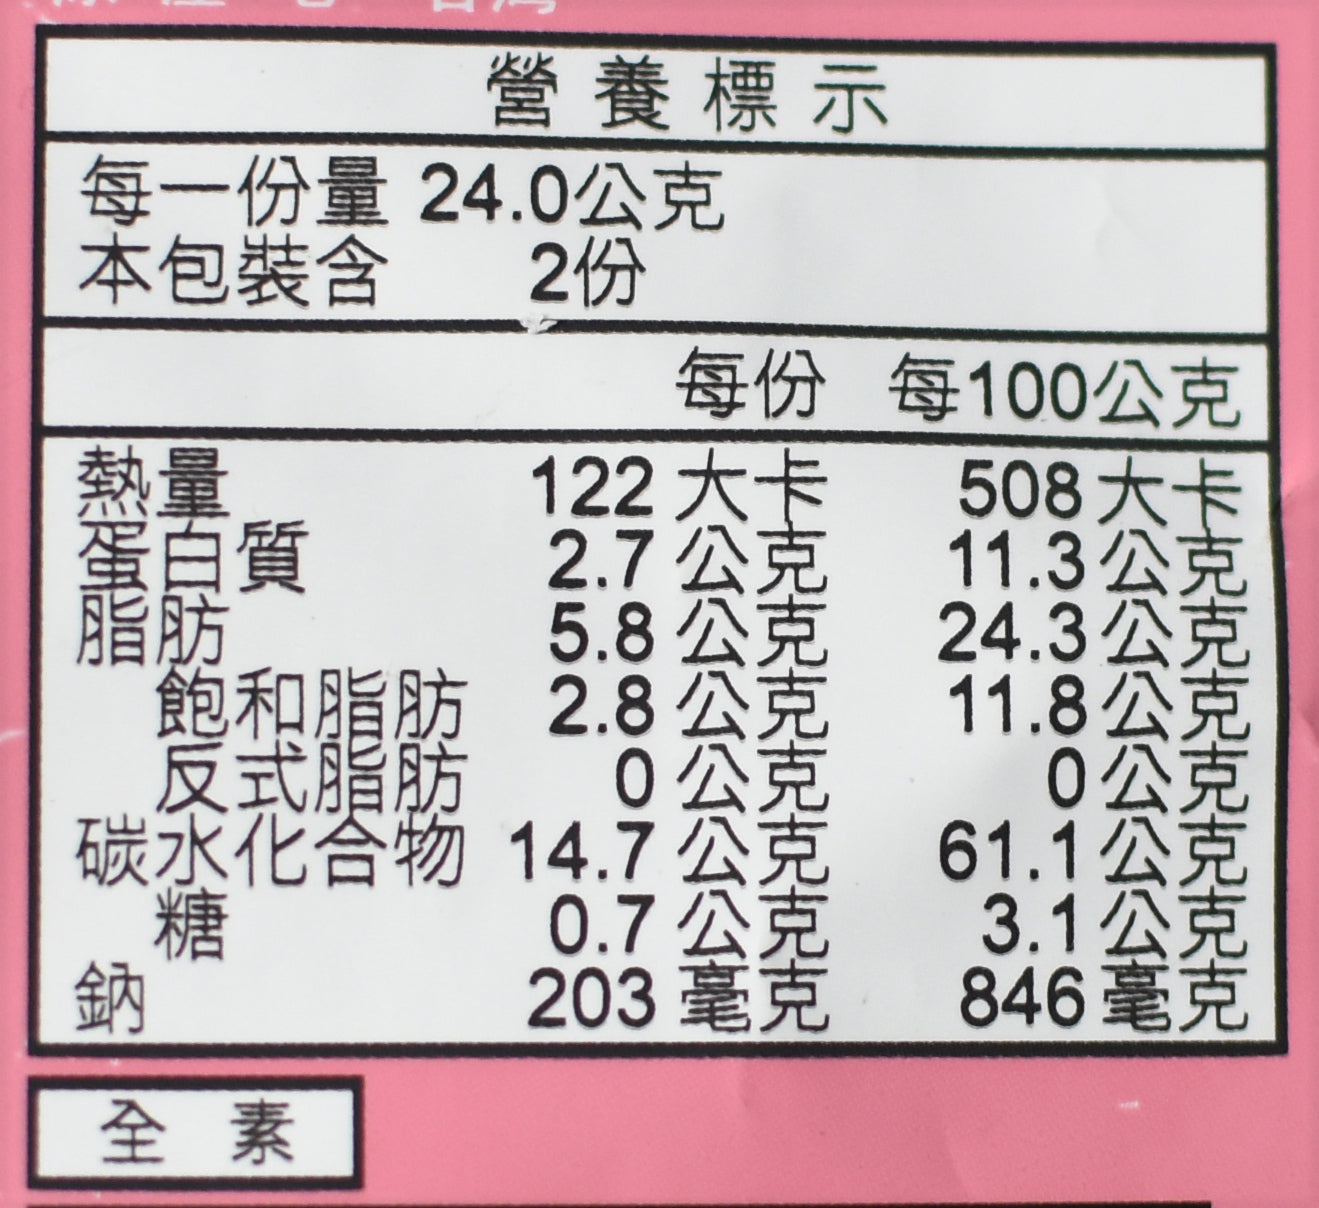 營養標示
每一份量 24.0公克
本包裝含 2份
每份 每100公克
熱量 122 大卡 508 大卡
蛋白質 2.7 公克 11.3 公克
脂肪 5.8 公克 24.3 公克
飽和脂肪 2.8 公克 11.8 公克
反式脂肪 0 公克 0 公克
碳水化合物 14.7 公克 61.1 公克
糖 0.7 公克 3.1 公克
鈉 203 毫克 846 毫克
全素